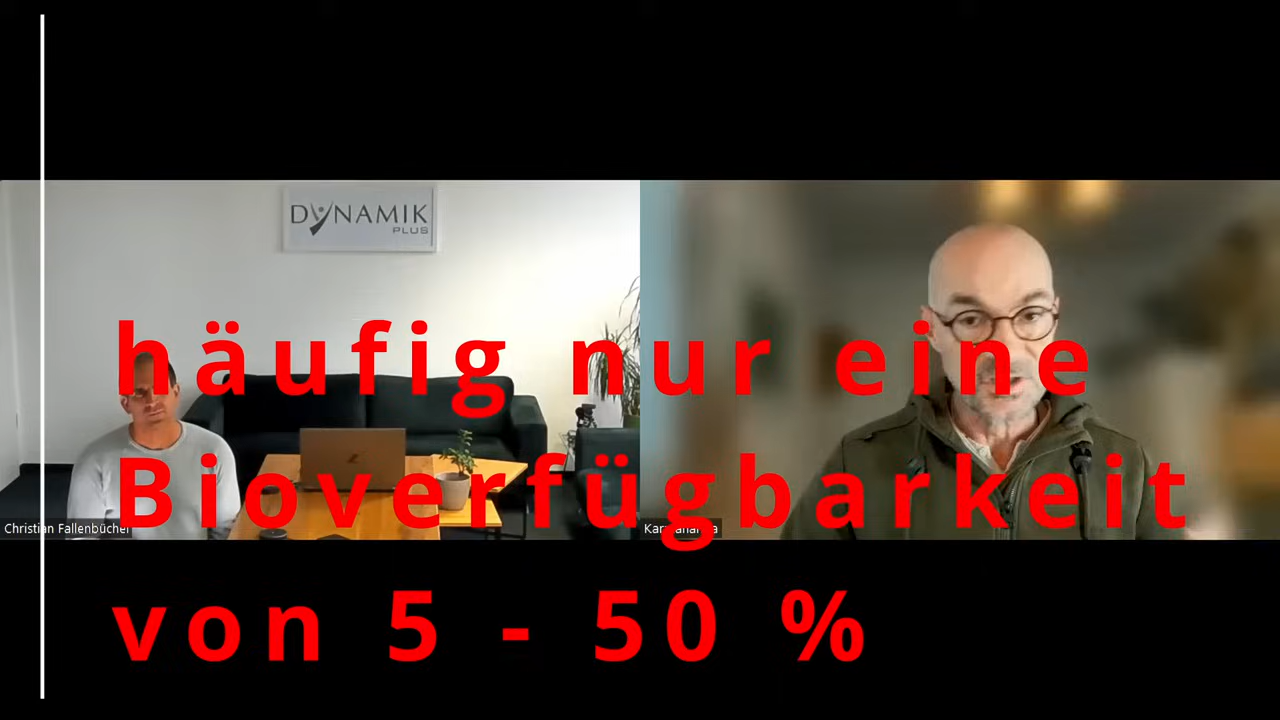 DYNAMIK
PLUS
häufig nur eine
Bioverfügbarkeit
Christian Fallenbücher
von 5 - 50 %